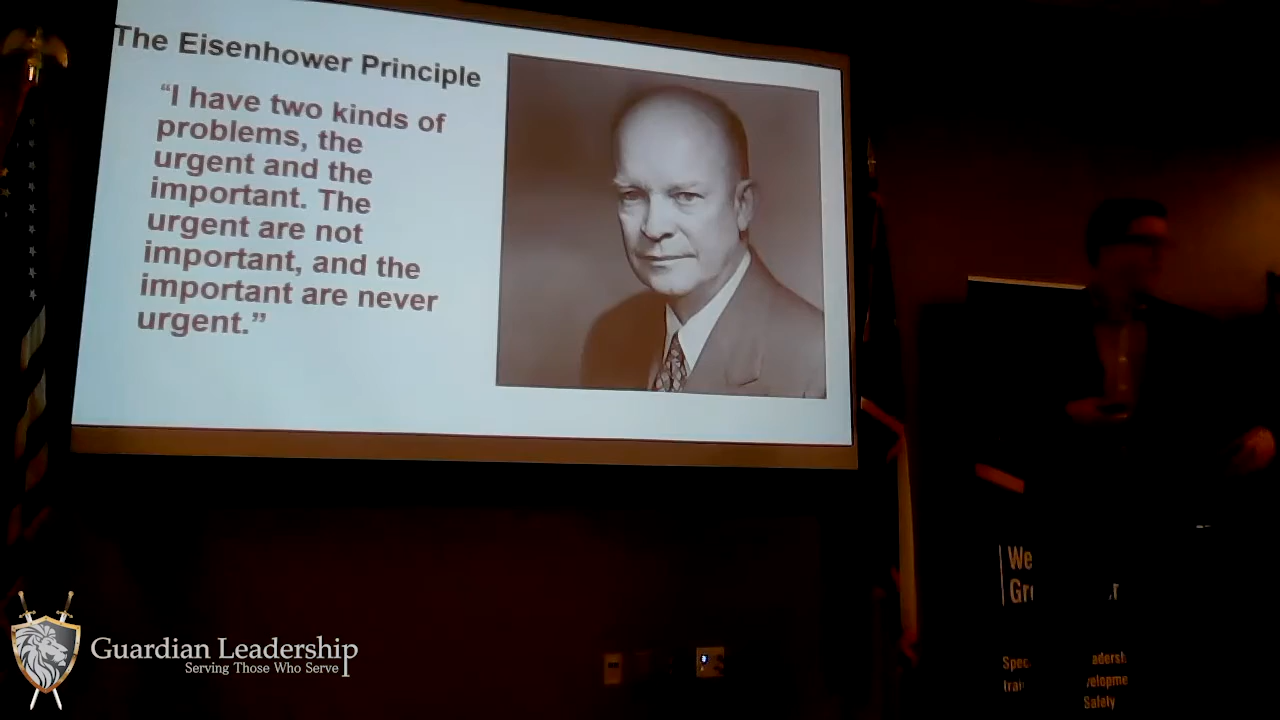 The Eisenhower Principle
“I have two kinds of
problems, the
urgent and the
important. The
urgent are not
important, and the
important are never
urgent.”
Guardian Leadership
Serving Those Who Serve
We
Safety